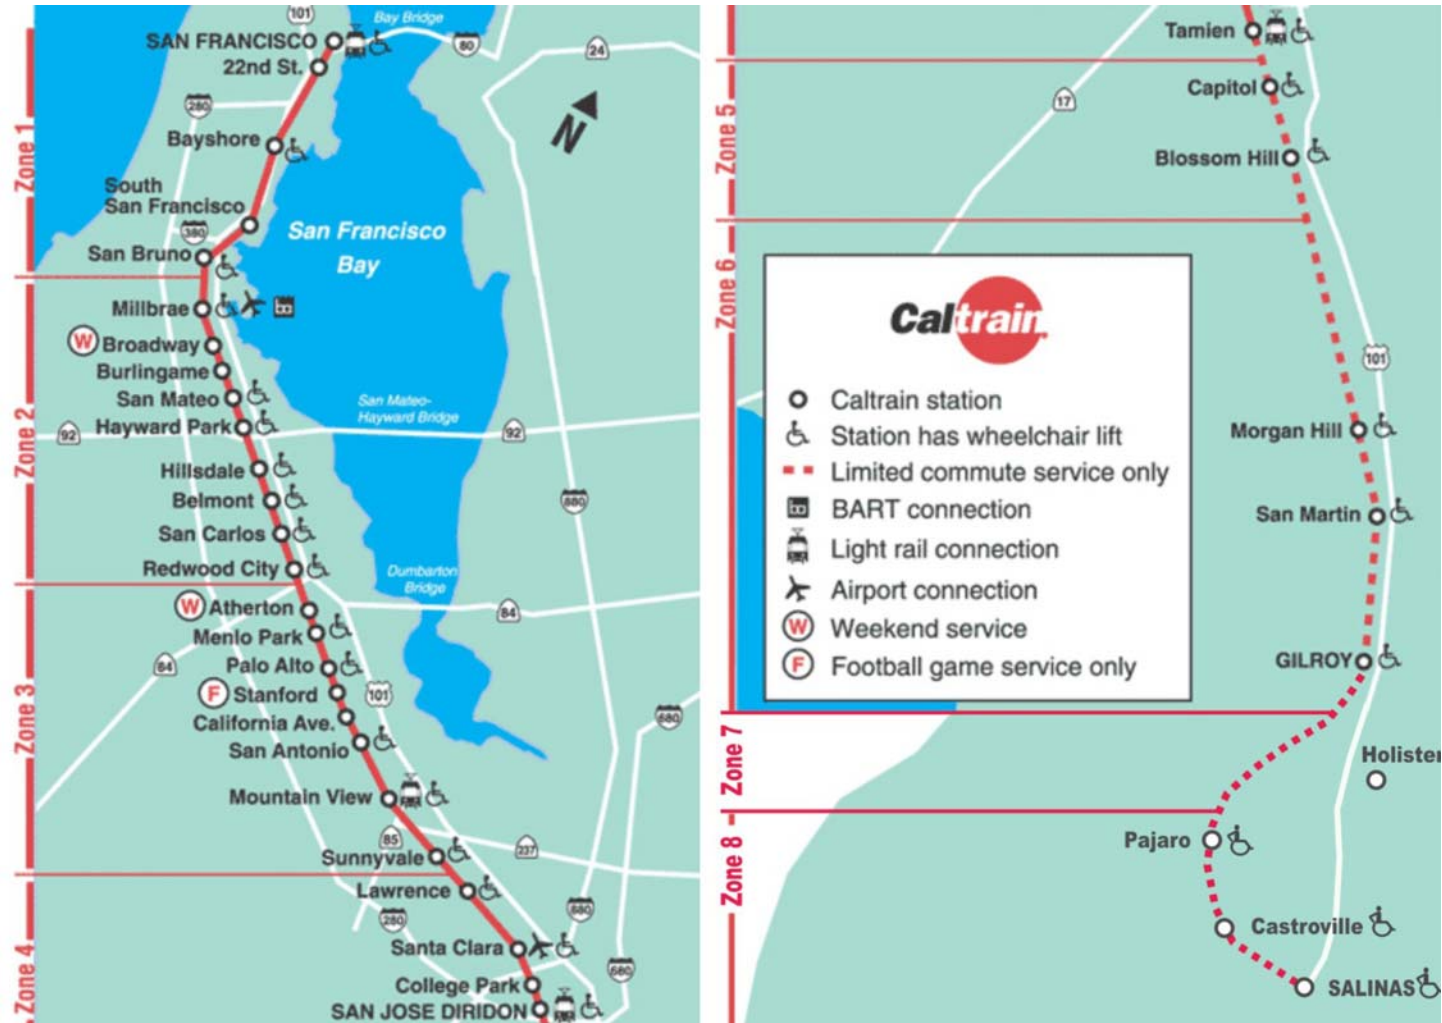 101
Bay Bridge
SAN FRANCISCO
80
24
22nd St.
280
N
Bayshore
Zone 1
South
San Francisco
380
San Francisco
Bay
San Bruno
Millbrae
W Broadway
Burlingame
San Mateo
San Mateo-
Hayward Bridge
92
Hayward Park
92
Zone 2
Hillsdale
Belmont
880
San Carlos
Redwood City
Dumbarton
Bridge
W Atherton
84
Menlo Park
84
Palo Alto
F Stanford
101
Zone 3
California Ave.
680
San Antonio
Mountain View
85
237
Sunnyvale
Lawrence
280
880
Santa Clara
680
Zone 4
College Park
SAN JOSE DIRIDON
Tamien
Capitol
17
Zone 5
Blossom Hill
Zone 6
Caltrain
Caltrain station
Station has wheelchair lift
Limited commute service only
BART connection
Light rail connection
Airport connection
W Weekend service
F Football game service only
101
Morgan Hill
San Martin
GILROY
Zone 7
Holister
Pajaro
Zone 8
Castroville
SALINAS